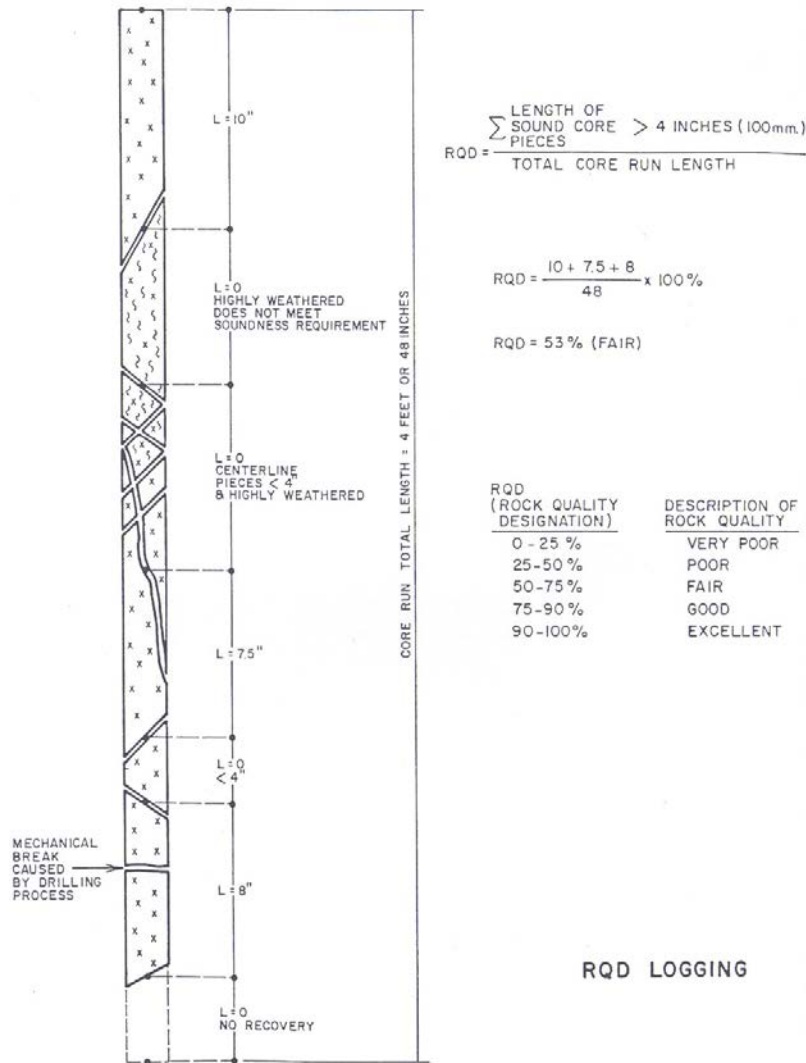 L = 10"
L = 0
HIGHLY WEATHERED
DOES NOT MEET
SOUNDNESS REQUIREMENT
L = 0
CENTERLINE
PIECES < 4"
& HIGHLY WEATHERED
L = 7.5"
L = 0
< 4"
MECHANICAL
BREAK
CAUSED
BY DRILLING
PROCESS
L = 8"
L = 0
NO RECOVERY
CORE RUN TOTAL LENGTH = 4 FEET OR 48 INCHES
RQD = Σ LENGTH OF
SOUND CORE > 4 INCHES (100mm.)
PIECES
TOTAL CORE RUN LENGTH
RQD = 10 + 7.5 + 8 / 48 x 100 %
RQD = 53 % (FAIR)
RQD
(ROCK QUALITY DESCRIPTION OF
DESIGNATION) ROCK QUALITY
0 - 25 % VERY POOR
25-50 % POOR
50-75 % FAIR
75-90 % GOOD
90-100% EXCELLENT
RQD LOGGING